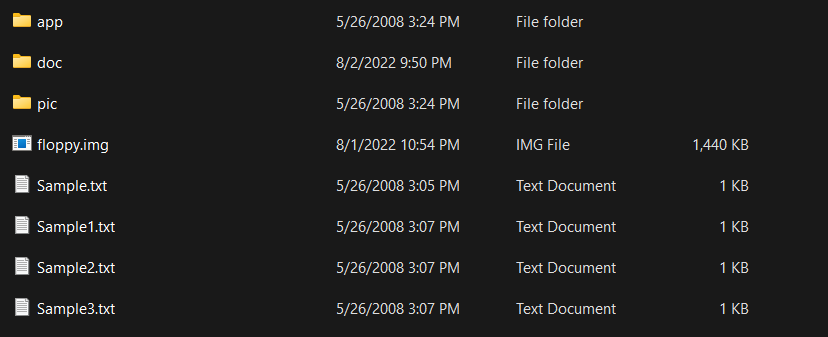 app 5/26/2008 3:24 PM File folder
doc 8/2/2022 9:50 PM File folder
pic 5/26/2008 3:24 PM File folder
floppy.img 8/1/2022 10:54 PM IMG File 1,440 KB
Sample.txt 5/26/2008 3:05 PM Text Document 1 KB
Sample1.txt 5/26/2008 3:07 PM Text Document 1 KB
Sample2.txt 5/26/2008 3:07 PM Text Document 1 KB
Sample3.txt 5/26/2008 3:07 PM Text Document 1 KB